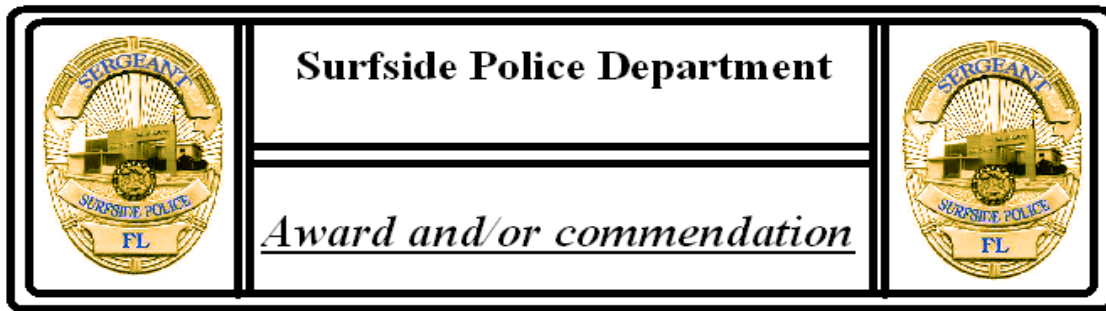 SERGEANT
SURFSIDE POLICE
FL
Surfside Police Department
Award and/or commendation
SERGEANT
SURFSIDE POLICE
FL